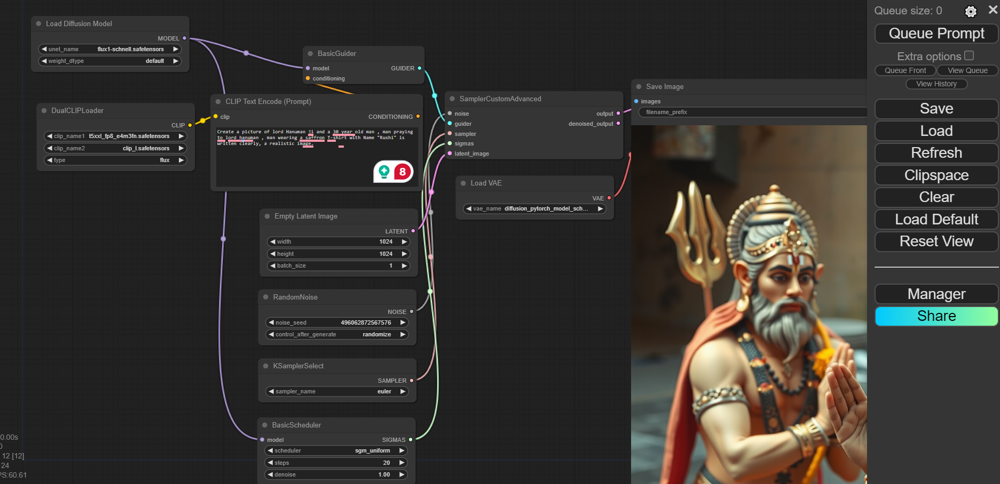 Load Diffusion Model
MODEL
unet_name flux1-schnell.safetensors
weight_dtype default
DualCLIPLoader
CLIP
clip_name1 t5xxl_fp8_e4m3fn.safetensors
clip_name2 clip_l.safetensors
type flux
BasicGuider
model GUIDER
conditioning
CLIP Text Encode (Prompt)
clip CONDITIONING
Create a picture of lord Hanuman ji and a 30 year old man , man praying
to lord hanuman , man wearing a saffron T-shirt with Name "Rushi" is
written clearly, a realistic image.
8
Empty Latent Image
LATENT
width 1024
height 1024
batch_size 1
RandomNoise
NOISE
noise_seed 496062872567576
control_after_generate randomize
KSamplerSelect
SAMPLER
sampler_name euler
BasicScheduler
model SIGMAS
scheduler sgm_uniform
steps 20
denoise 1.00
SamplerCustomAdvanced
noise output
guider denoised_output
sampler
sigmas
latent_image
Load VAE
VAE
vae_name diffusion_pytorch_model_sch...
Save Image
images
filename_prefix
Queue size: 0
Queue Prompt
Extra options
Queue Front View Queue
View History
Save
Load
Refresh
Clipspace
Clear
Load Default
Reset View
Manager
Share
0.00s
0
12 [12]
24
PS:60.61